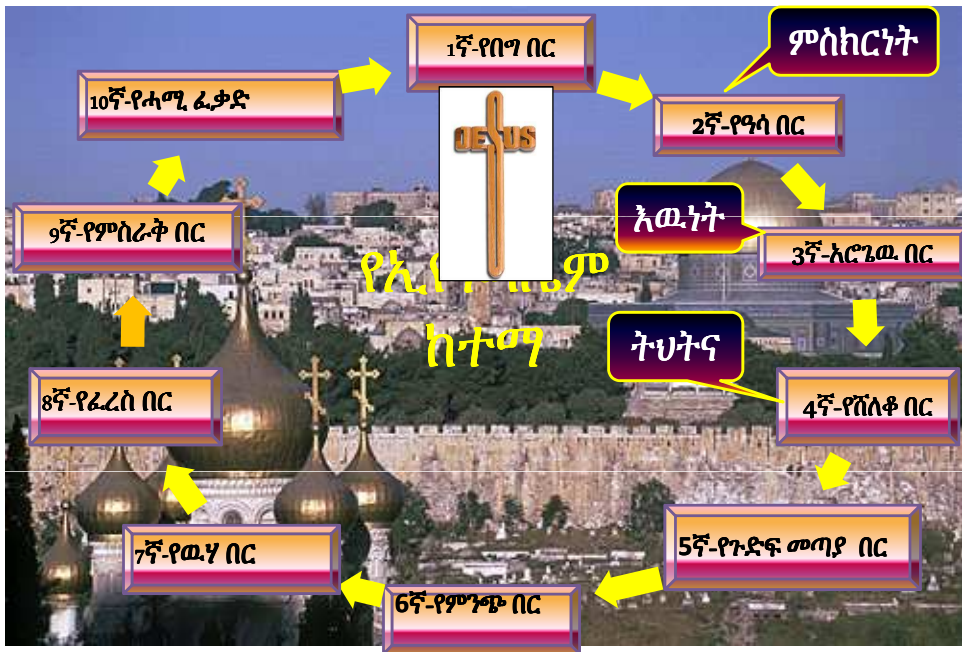 1ኛ-የበግ በር
ምስክርነት
2ኛ-የዓሳ በር
እዉነት
3ኛ-አሮጌዉ በር
ትህትና
4ኛ-የሸለቆ በር
5ኛ-የጉድፍ መጣያ በር
6ኛ-የምንጭ በር
7ኛ-የዉሃ በር
8ኛ-የፈረስ በር
9ኛ-የምስራቅ በር
10ኛ-የሓሚ ፈቃድ
JESUS
ከተማ